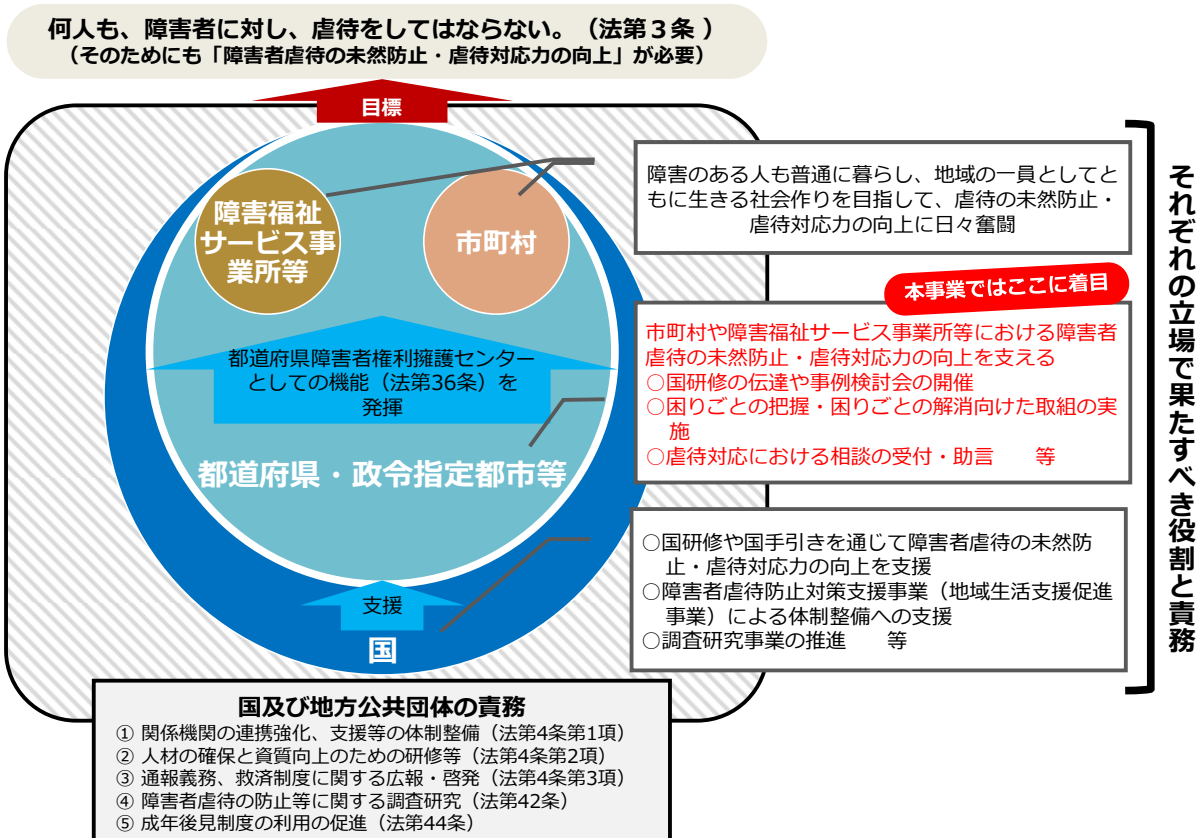 何人も、障害者に対し、虐待をしてはならない。（法第３条 ）
（そのためにも「障害者虐待の未然防止・虐待対応力の向上」が必要）
目標
障害福祉
サービス事
業所等
市町村
障害のある人も普通に暮らし、地域の一員としてと
もに生きる社会作りを目指して、虐待の未然防止・
虐待対応力の向上に日々奮闘
本事業ではここに着目
市町村や障害福祉サービス事業所等における障害者
虐待の未然防止・虐待対応力の向上を支える
○国研修の伝達や事例検討会の開催
○困りごとの把握・困りごとの解消向けた取組の実
施
○虐待対応における相談の受付・助言　　等
都道府県障害者権利擁護センター
としての機能（法第36条）を
発揮
都道府県・政令指定都市等
○国研修や国手引きを通じて障害者虐待の未然防
止・虐待対応力の向上を支援
○障害者虐待防止対策支援事業（地域生活支援促進
事業）による体制整備への支援
○調査研究事業の推進　　等
支援
国
それぞれの立場で果たすべき役割と責務
国及び地方公共団体の責務
① 関係機関の連携強化、支援等の体制整備（法第4条第1項）
② 人材の確保と資質向上のための研修等（法第4条第2項）
③ 通報義務、救済制度に関する広報・啓発（法第4条第3項）
④ 障害者虐待の防止等に関する調査研究（法第42条）
⑤ 成年後見制度の利用の促進（法第44条）